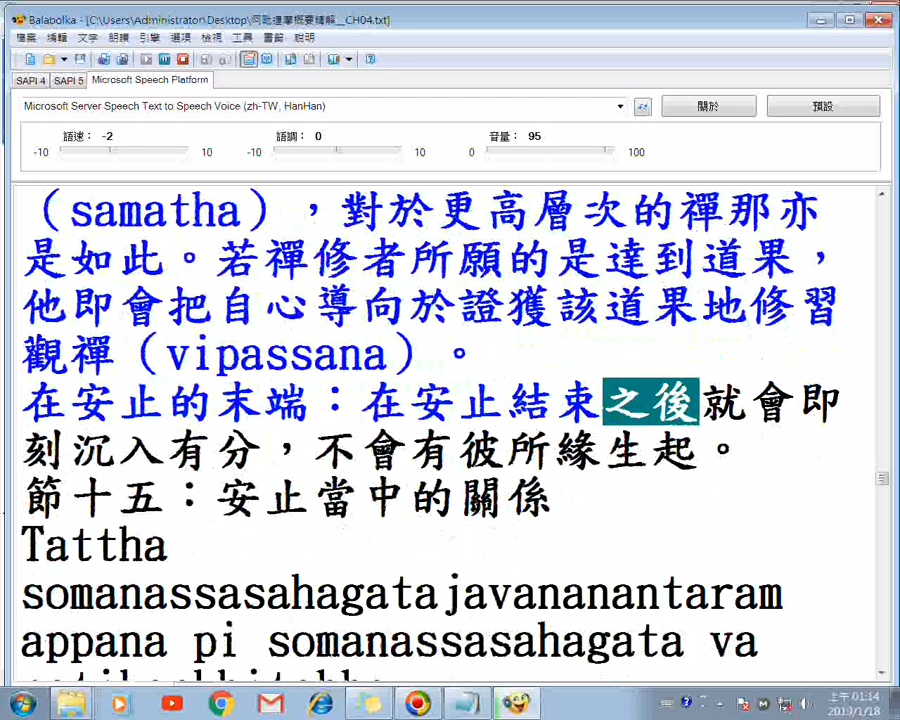 Balabolka - [C:\Users\Administrator\Desktop\阿毗達摩概要精解__CH04.txt]
檔案 編輯 文字 朗讀 引擎 選項 檢視 工具 書籤 說明
SAPI 4 SAPI 5 Microsoft Speech Platform
Microsoft Server Speech Text to Speech Voice (zh-TW, HanHan) 關於 預設
語速： -2 語調： 0 音量： 95
-10 10 -10 10 0 100
（samatha），對於更高層次的禪那亦
是如此。若禪修者所願的是達到道果，
他即會把自心導向於證獲該道果地修習
觀禪（vipassana）。
在安止的末端：在安止結束之後就會即
刻沉入有分，不會有彼所緣生起。
節十五：安止當中的關係
Tattha
somanassasahagatajavananantaram
appana pi somanassasahagata va
上午 01:14
2019/1/18